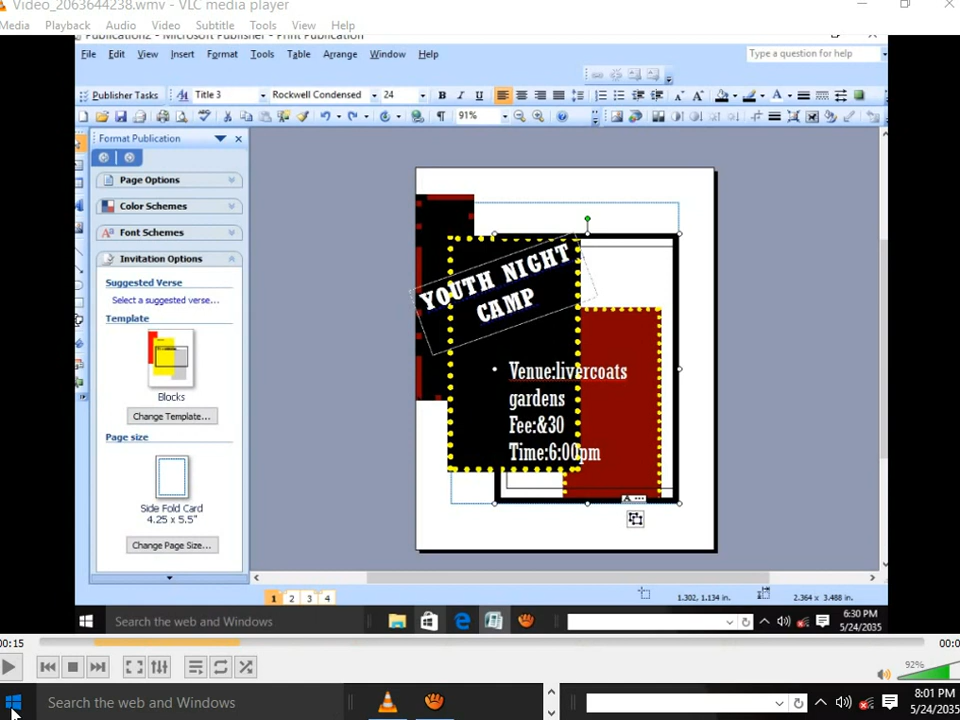 Video_2063644238.wmv - VLC media player
Media Playback Audio Video Subtitle Tools View Help
Publication2 - Microsoft Publisher - Print Publication
File Edit View Insert Format Tools Table Arrange Window Help
Type a question for help
Publisher Tasks
Title 3
Rockwell Condensed
24
B I U
91%
Format Publication
Page Options
Color Schemes
Font Schemes
Invitation Options
Suggested Verse
Select a suggested verse...
Template
Blocks
Change Template...
Page size
Side Fold Card
4.25 x 5.5"
Change Page Size...
YOUTH NIGHT
CAMP
• Venue:livercoats
gardens
Fee:&30
Time:6:00pm
1 2 3 4
1.302, 1.134 in.
2.364 x 3.488 in.
Search the web and Windows
6:30 PM
5/24/2035
00:15
92%
Search the web and Windows
8:01 PM
5/24/2035